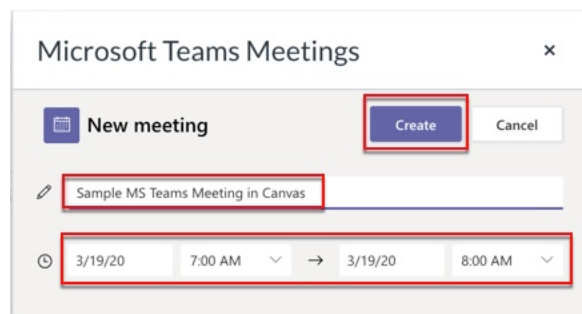 Microsoft Teams Meetings ×
New meeting Create Cancel
Sample MS Teams Meeting in Canvas
3/19/20 7:00 AM → 3/19/20 8:00 AM